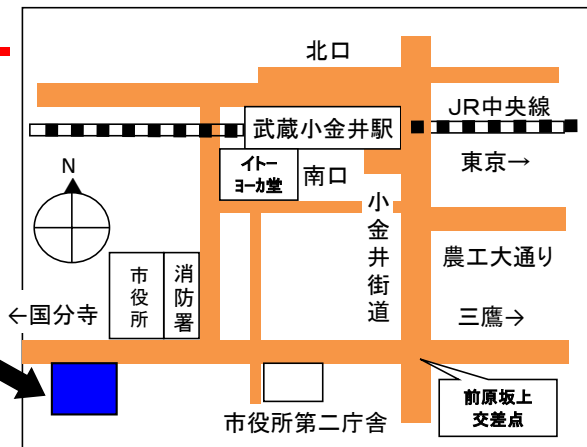 北口
JR中央線
武蔵小金井駅
東京→
イトー
ヨーカ堂
南口
N
小金井街道
農工大通り
市役所
消防署
←国分寺
三鷹→
前原坂上
交差点
市役所第二庁舎